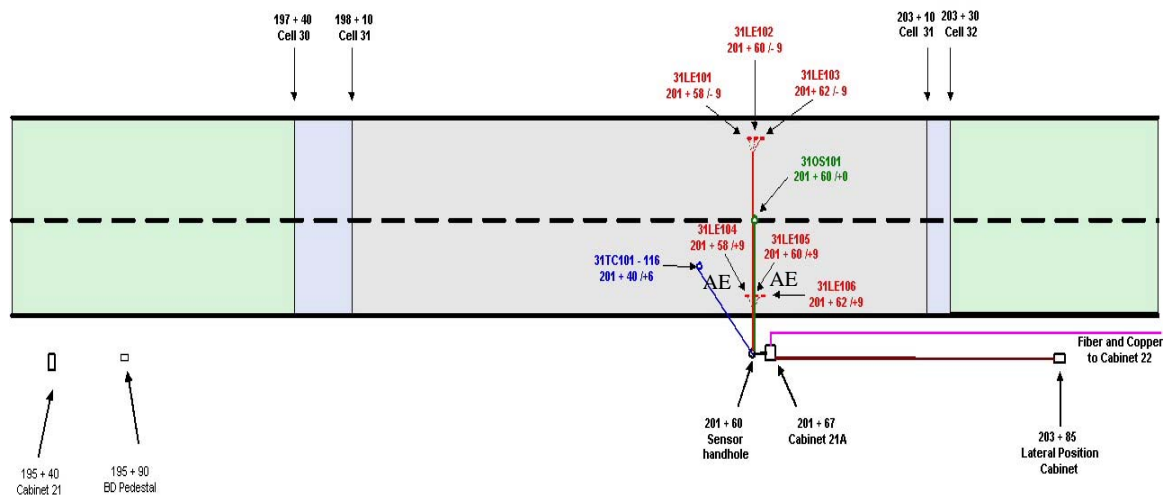 197 + 40
Cell 30
198 + 10
Cell 31
31LE102
201 + 60 /- 9
203 + 10
Cell 31
203 + 30
Cell 32
31LE101
201 + 58 /- 9
31LE103
201+ 62 /- 9
31OS101
201 + 60 /+0
31LE104
201 + 58 /+9
31LE105
201 + 60 /+9
31TC101 - 116
201 + 40 /+6
AE
AE
31LE106
201 + 62 /+9
Fiber and Copper
to Cabinet 22
201 + 60
Sensor
handhole
201 + 67
Cabinet 21A
203 + 85
Lateral Position
Cabinet
195 + 40
Cabinet 21
195 + 90
BD Pedestal